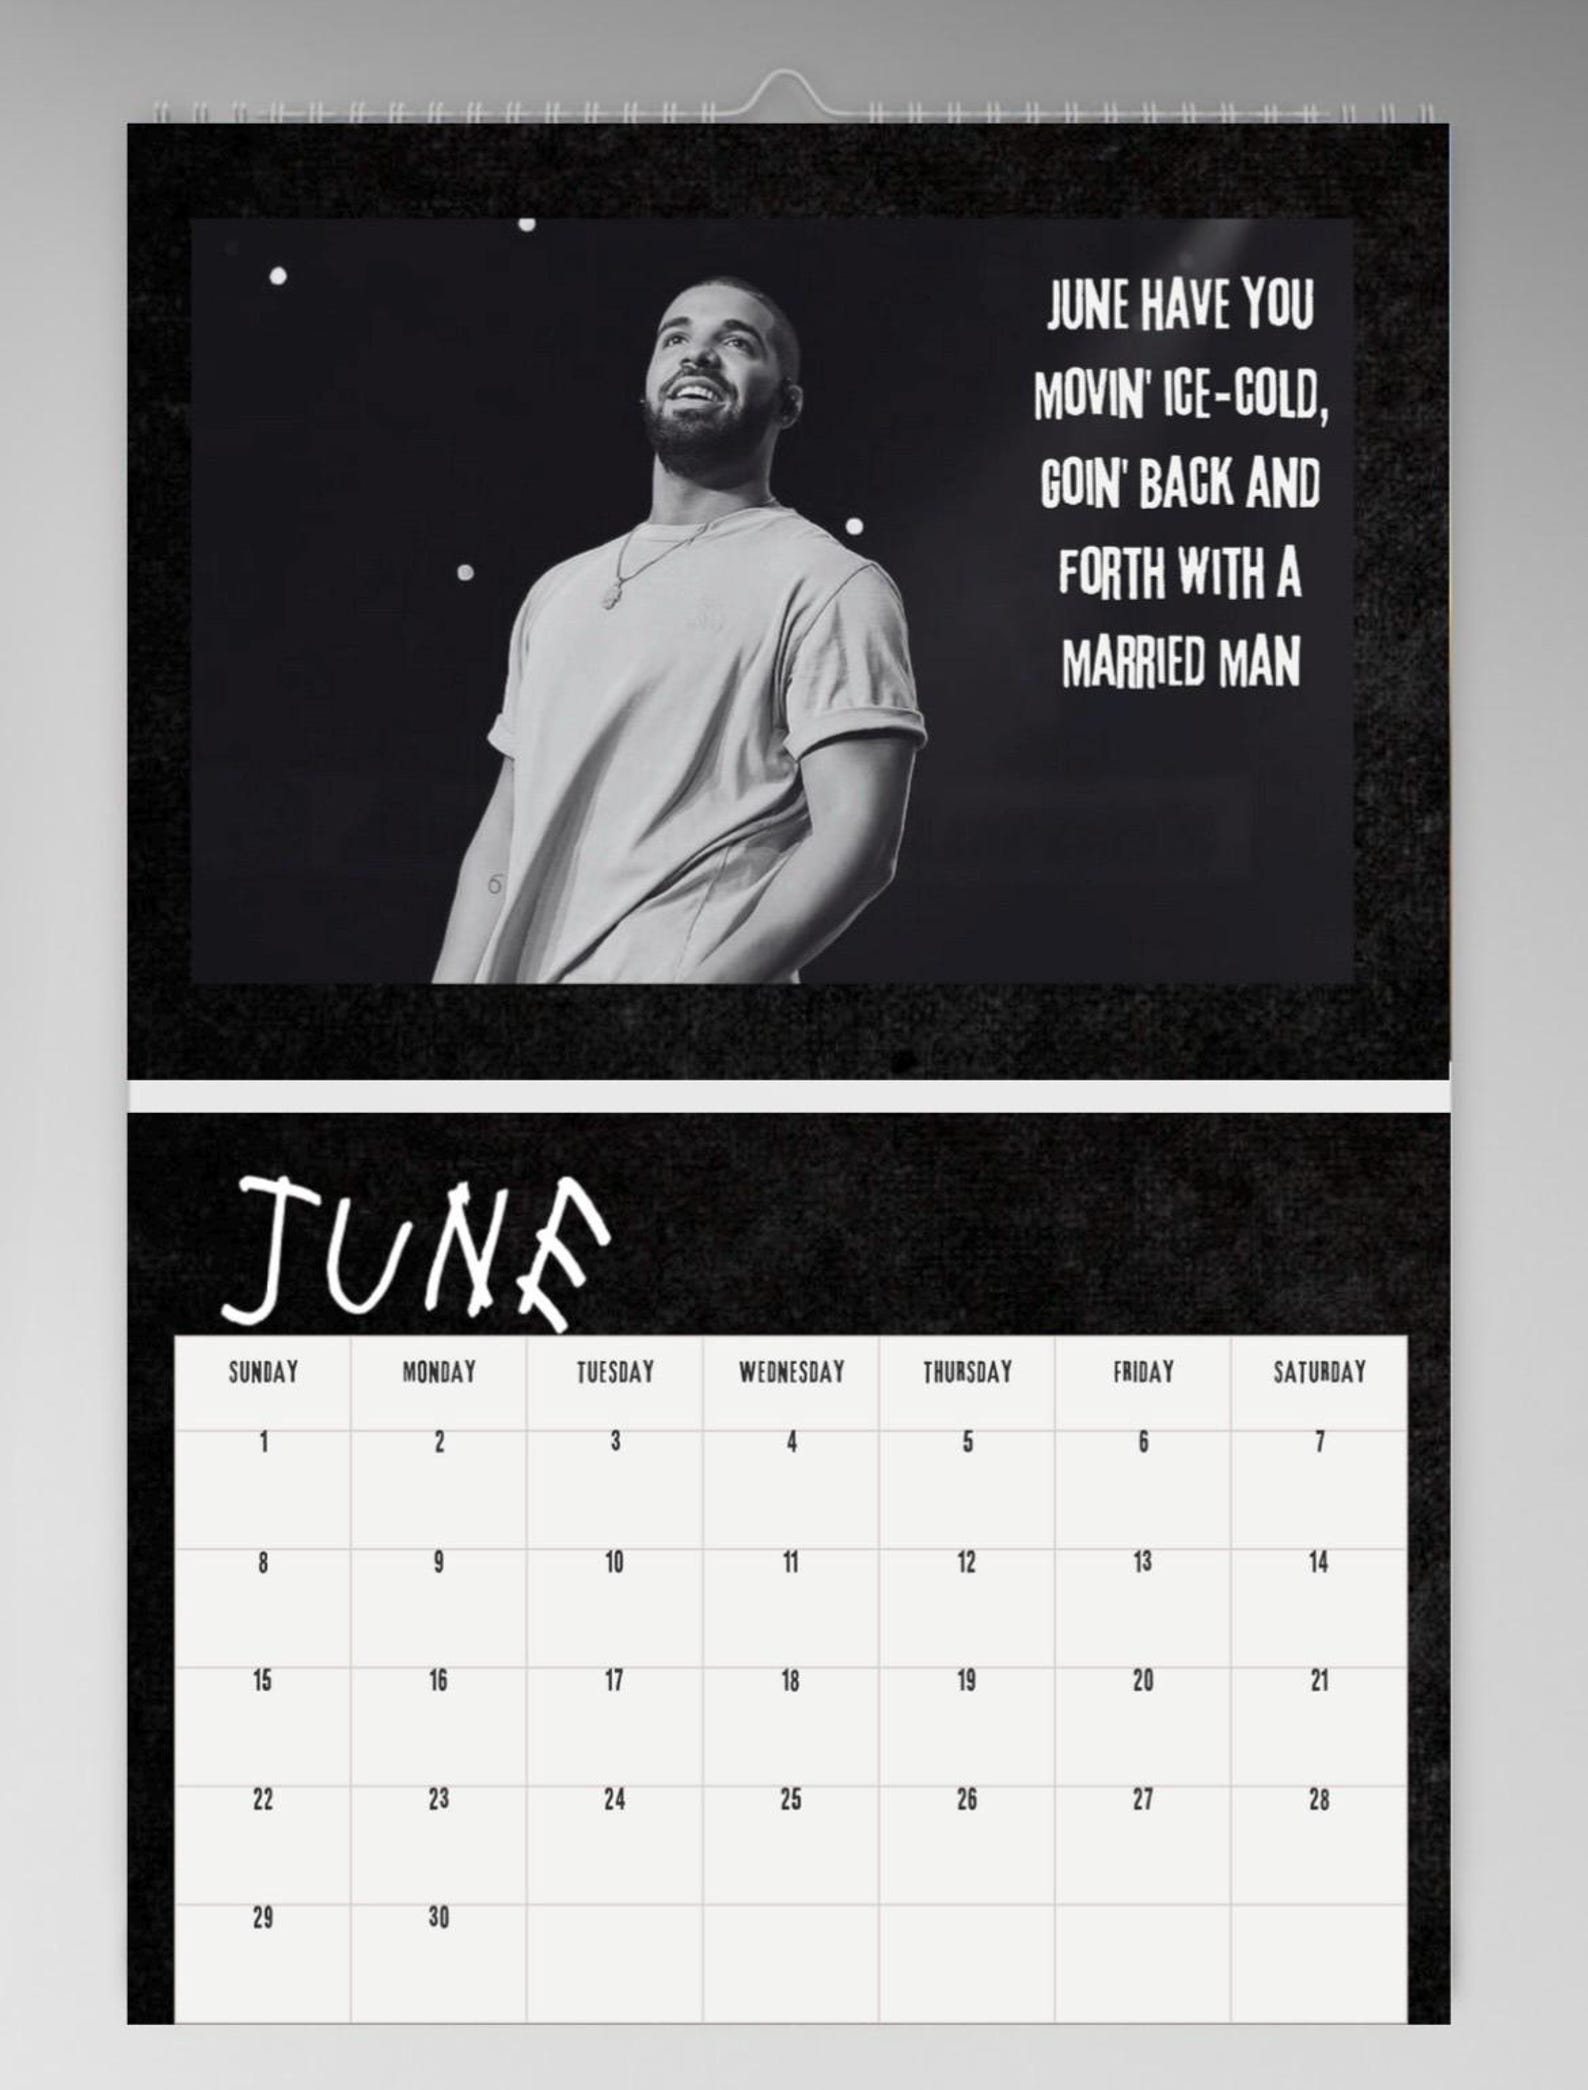 JUNE HAVE YOU
MOVIN' ICE-COLD,
GOIN' BACK AND
FORTH WITH A
MARRIED MAN
6
JUNE
SUNDAY MONDAY TUESDAY WEDNESDAY THURSDAY FRIDAY SATURDAY
1 2 3 4 5 6 7
8 9 10 11 12 13 14
15 16 17 18 19 20 21
22 23 24 25 26 27 28
29 30